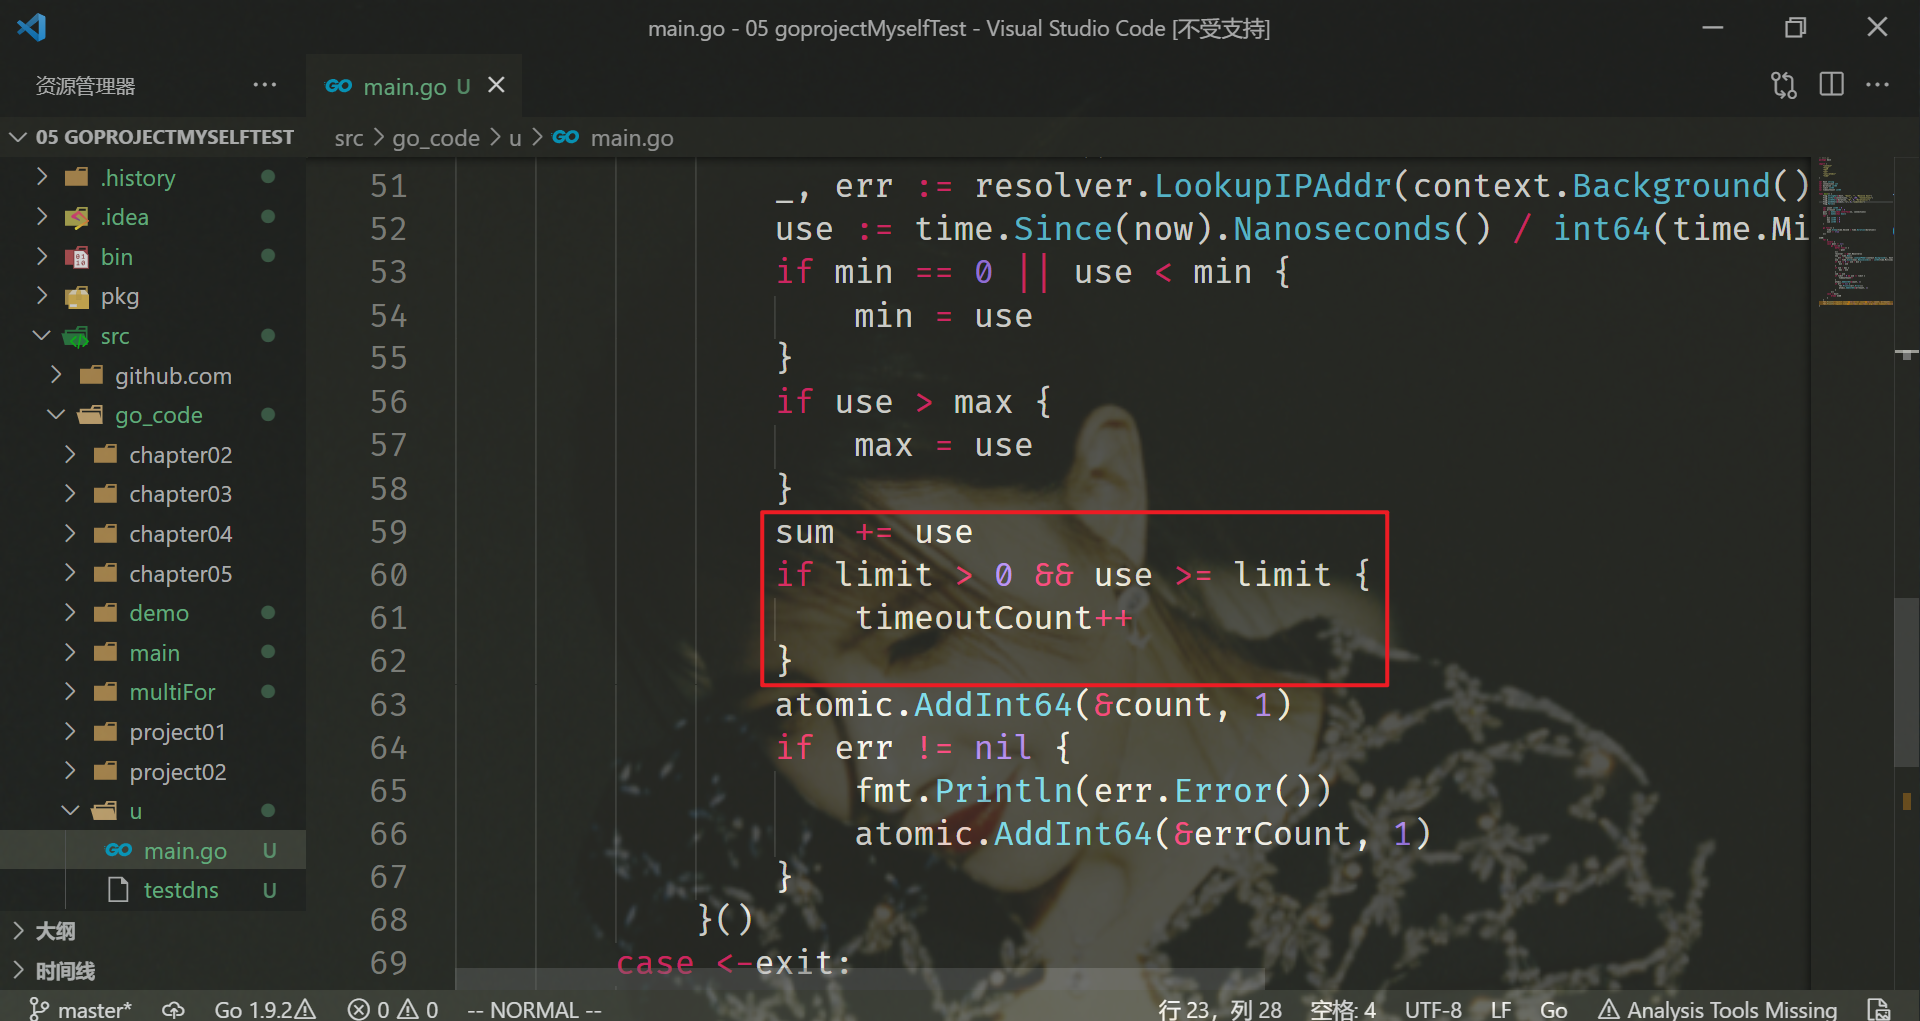 main.go - 05 goprojectMyselfTest - Visual Studio Code [不受支持]
资源管理器
main.go U
05 GOPROJECTMYSELFTEST
src > go_code > u > main.go
.history
.idea
bin
pkg
src
github.com
go_code
chapter02
chapter03
chapter04
chapter05
demo
main
multiFor
project01
project02
u
main.go U
testdns U
大纲
时间线
51 _, err := resolver.LookupIPAddr(context.Background()
52 use := time.Since(now).Nanoseconds() / int64(time.Mi
53 if min == 0 || use < min {
54 min = use
55 }
56 if use > max {
57 max = use
58 }
59 sum += use
60 if limit > 0 && use >= limit {
61 timeoutCount++
62 }
63 atomic.AddInt64(&count, 1)
64 if err != nil {
65 fmt.Println(err.Error())
66 atomic.AddInt64(&errCount, 1)
67 }
68 }()
69 case <-exit:
master* Go 1.9.2 0 0 -- NORMAL -- 行 23, 列 28 空格: 4 UTF-8 LF Go Analysis Tools Missing